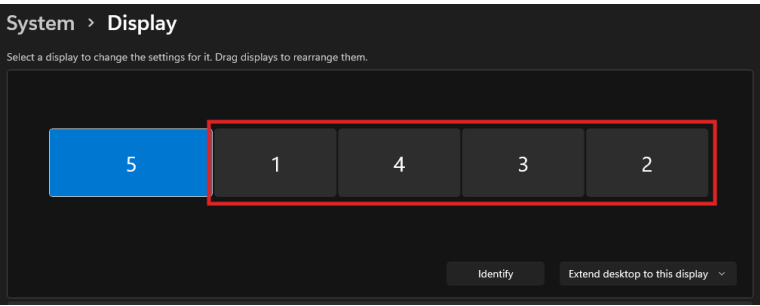 System > Display
Select a display to change the settings for it. Drag displays to rearrange them.
5 1 4 3 2
Identify Extend desktop to this display